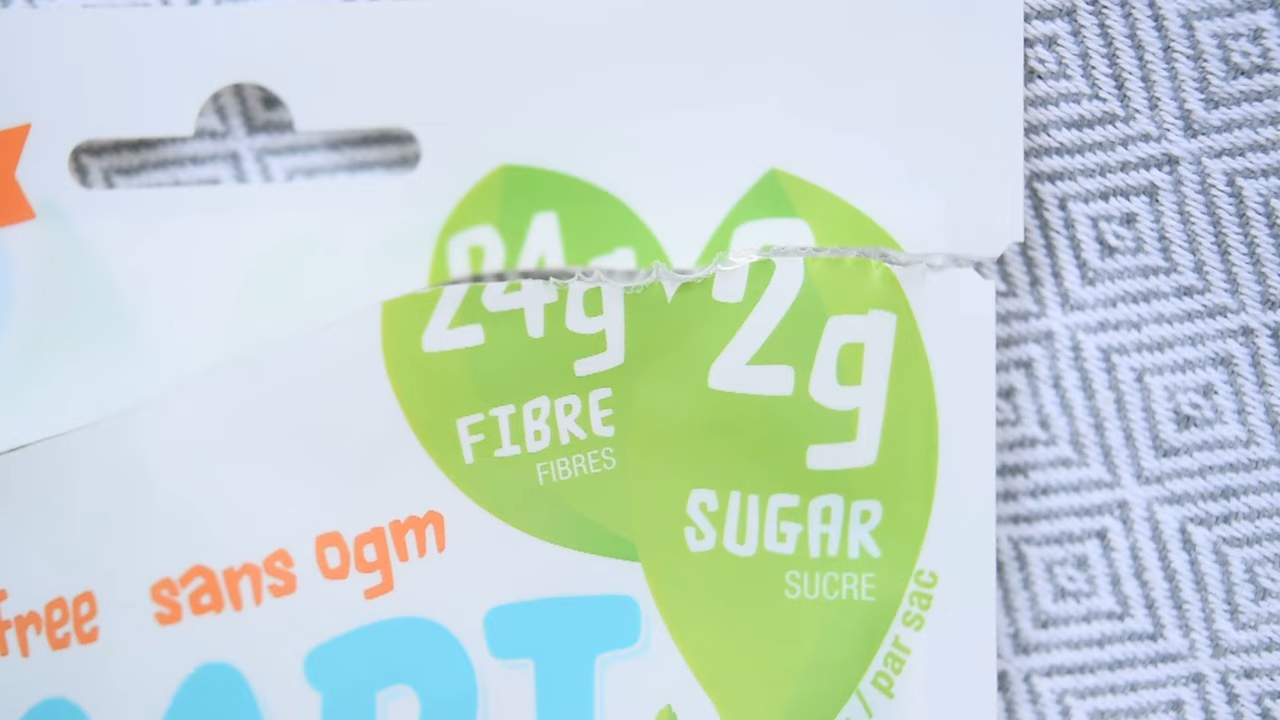 24g
FIBRE
FIBRES
2g
SUGAR
SUCRE
free sans ogm
/ par sac